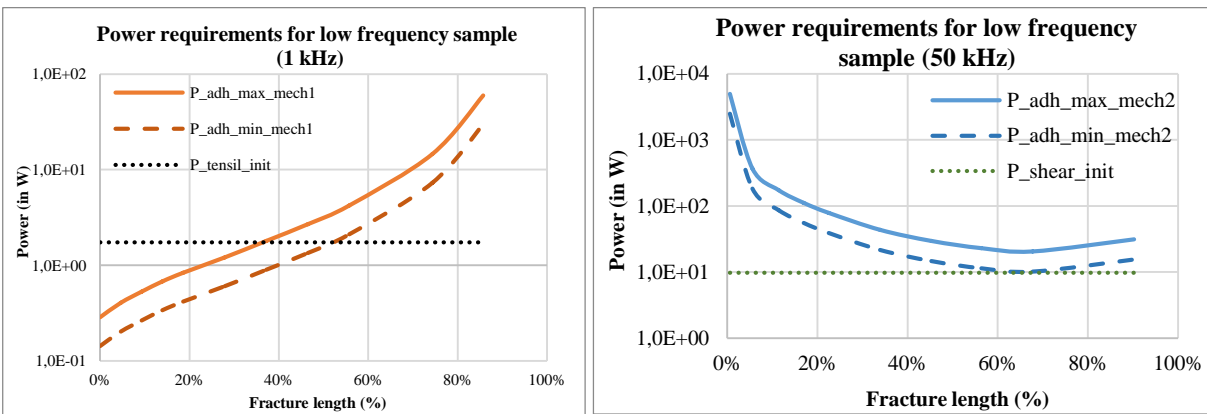 Power requirements for low frequency sample
(1 kHz)
1,0E+02
1,0E+01
1,0E+00
1,0E-01
Power (in W)
P_adh_max_mech1
P_adh_min_mech1
P_tensil_init
0%
20%
40%
60%
80%
100%
Fracture length (%)
Power requirements for low frequency
sample (50 kHz)
1,0E+04
1,0E+03
1,0E+02
1,0E+01
1,0E+00
Power (in W)
P_adh_max_mech2
P_adh_min_mech2
P_shear_init
0%
20%
40%
60%
80%
100%
Fracture length (%)